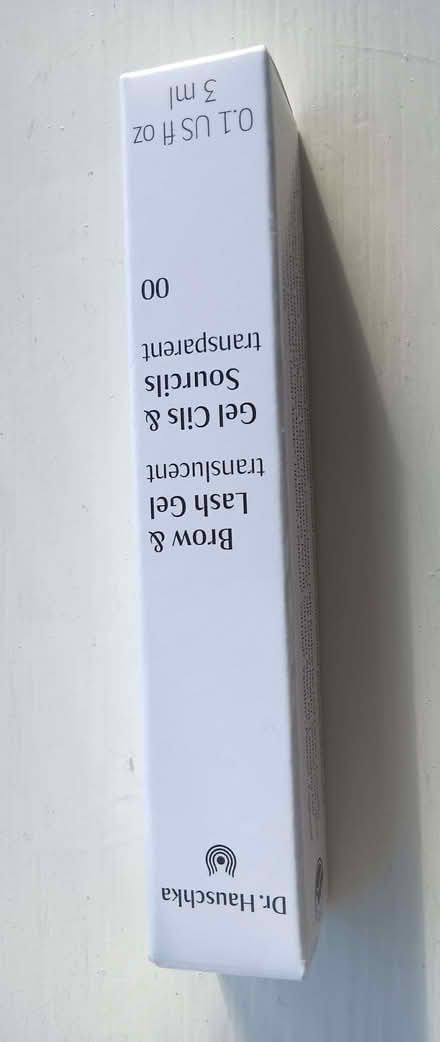 Dr. Hauschka
Brow &
Lash Gel
translucent
Gel Cils &
Sourcils
transparent
00
0.1 US fl oz
3 ml